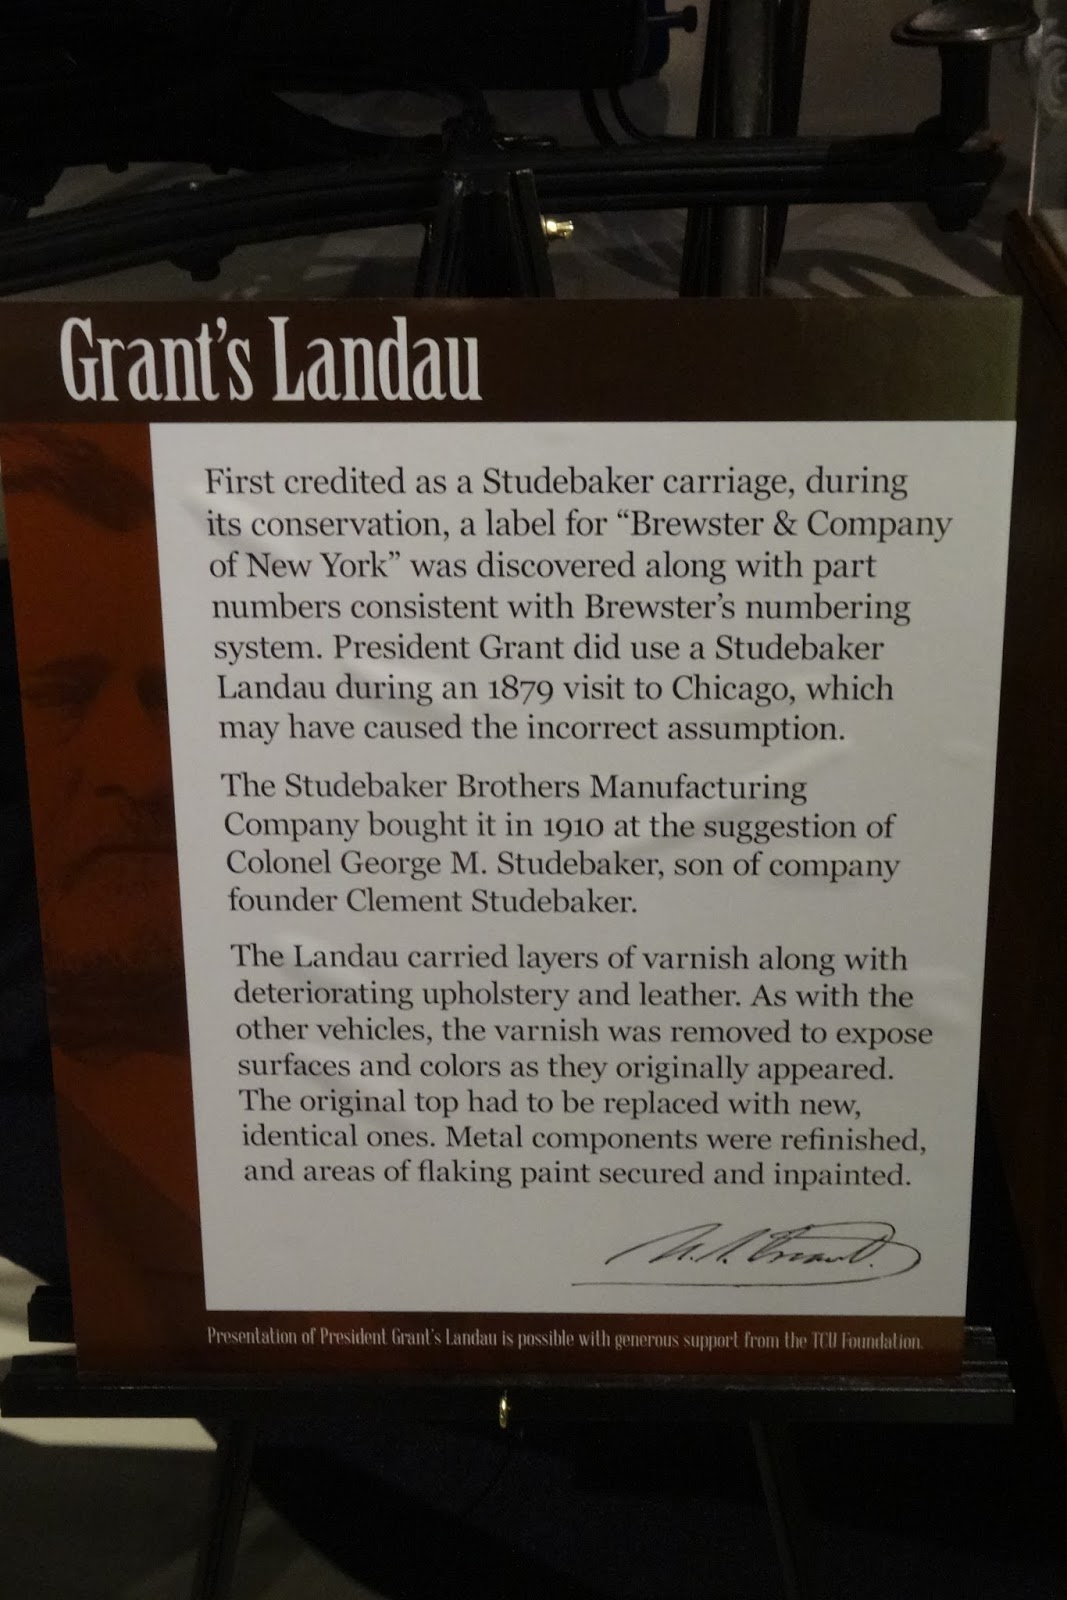 Grant's Landau
First credited as a Studebaker carriage, during
its conservation, a label for “Brewster & Company
of New York” was discovered along with part
numbers consistent with Brewster's numbering
system. President Grant did use a Studebaker
Landau during an 1879 visit to Chicago, which
may have caused the incorrect assumption.
The Studebaker Brothers Manufacturing
Company bought it in 1910 at the suggestion of
Colonel George M. Studebaker, son of company
founder Clement Studebaker.
The Landau carried layers of varnish along with
deteriorating upholstery and leather. As with the
other vehicles, the varnish was removed to expose
surfaces and colors as they originally appeared.
The original top had to be replaced with new,
identical ones. Metal components were refinished,
and areas of flaking paint secured and inpainted.
U.S. Grant.
Presentation of President Grant's Landau is possible with generous support from the TCU Foundation.